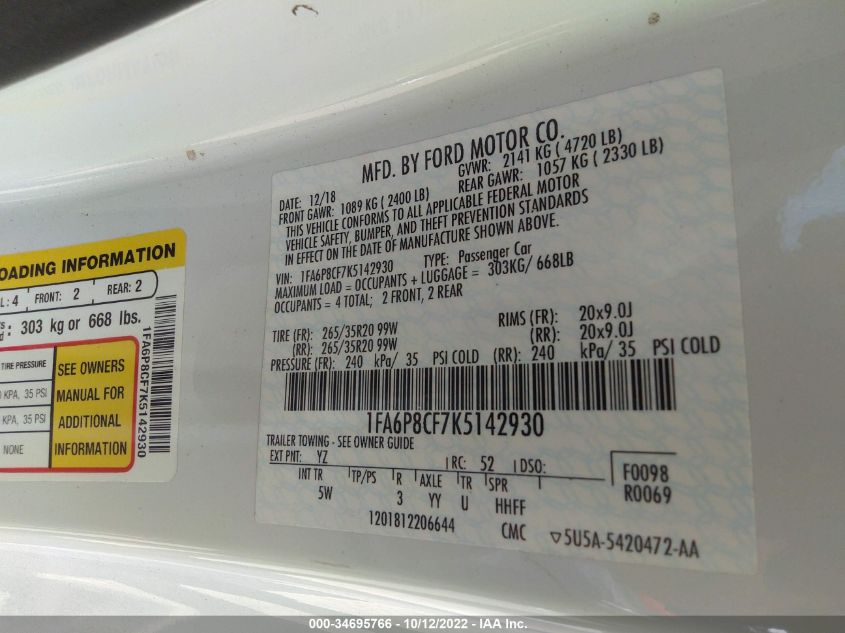 OADING INFORMATION
L: 4 FRONT: 2 REAR: 2
303 kg or 668 lbs.
TIRE PRESSURE
KPA, 35 PSI
KPA, 35 PSI
NONE
SEE OWNERS
MANUAL FOR
ADDITIONAL
INFORMATION
1FA6P8CF7K5142930
MFD. BY FORD MOTOR CO.
DATE: 12/18 GVWR: 2141 KG ( 4720 LB)
FRONT GAWR: 1089 KG ( 2400 LB) REAR GAWR: 1057 KG ( 2330 LB)
THIS VEHICLE CONFORMS TO ALL APPLICABLE FEDERAL MOTOR
VEHICLE SAFETY, BUMPER, AND THEFT PREVENTION STANDARDS
IN EFFECT ON THE DATE OF MANUFACTURE SHOWN ABOVE.
VIN: 1FA6P8CF7K5142930 TYPE: Passenger Car
MAXIMUM LOAD = OCCUPANTS + LUGGAGE = 303KG/ 668LB
OCCUPANTS = 4 TOTAL; 2 FRONT, 2 REAR
TIRE (FR): 265/35R20 99W RIMS (FR): 20x9.0J
(RR): 265/35R20 99W (RR): 20x9.0J
PRESSURE (FR): 240 kPa/ 35 PSI COLD (RR): 240 kPa/ 35 PSI COLD
1FA6P8CF7K5142930
TRAILER TOWING - SEE OWNER GUIDE
EXT PNT: YZ RC: 52 DSO: F0098
INT TR TP/PS R AXLE TR SPR R0069
5W 3 YY U HHFF
1201812206644 CMC ▽5U5A-5420472-AA
000-34695766 - 10/12/2022 - IAA Inc.